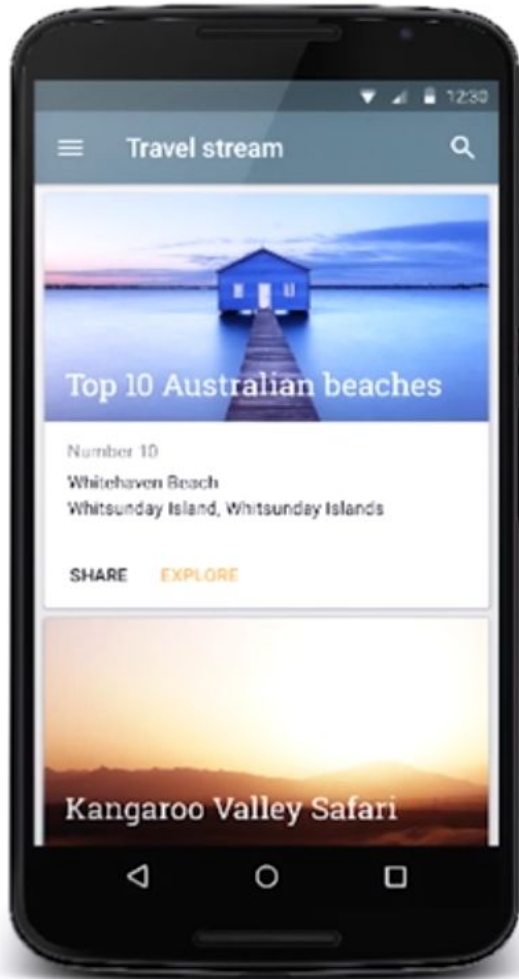 12:30
Travel stream
Top 10 Australian beaches
Number 10
Whitehaven Beach
Whitsunday Island, Whitsunday Islands
SHARE EXPLORE
Kangaroo Valley Safari